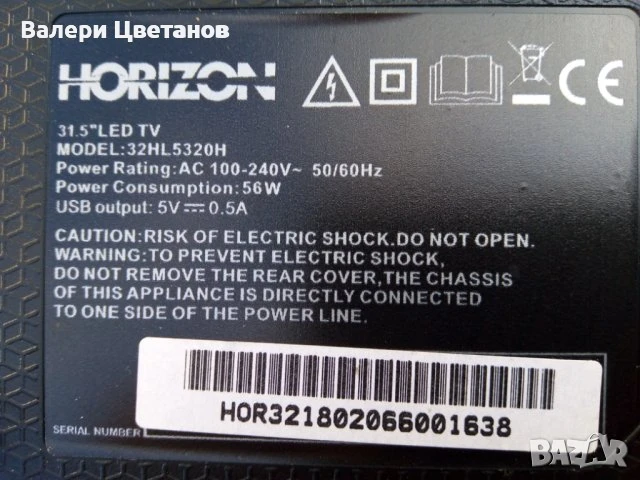 Валери Цветанов
HORIZON
31.5"LED TV
MODEL:32HL5320H
Power Rating:AC 100-240V~ 50/60Hz
Power Consumption:56W
USB output: 5V⎓0.5A
CAUTION:RISK OF ELECTRIC SHOCK.DO NOT OPEN.
WARNING:TO PREVENT ELECTRIC SHOCK,
DO NOT REMOVE THE REAR COVER,THE CHASSIS
OF THIS APPLIANCE IS DIRECTLY CONNECTED
TO ONE SIDE OF THE POWER LINE.
HOR321802066001638
SERIAL NUMBER
BAZAR